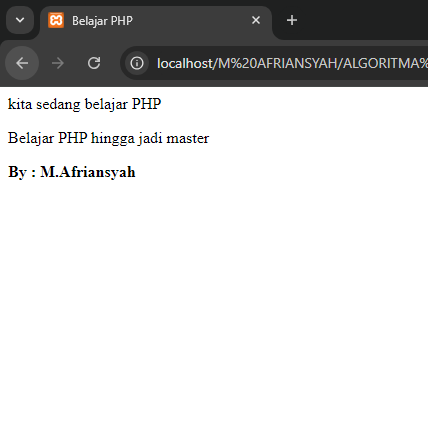 Belajar PHP
localhost/M%20AFRIANSYAH/ALGORITMA%
kita sedang belajar PHP
Belajar PHP hingga jadi master
By : M.Afriansyah